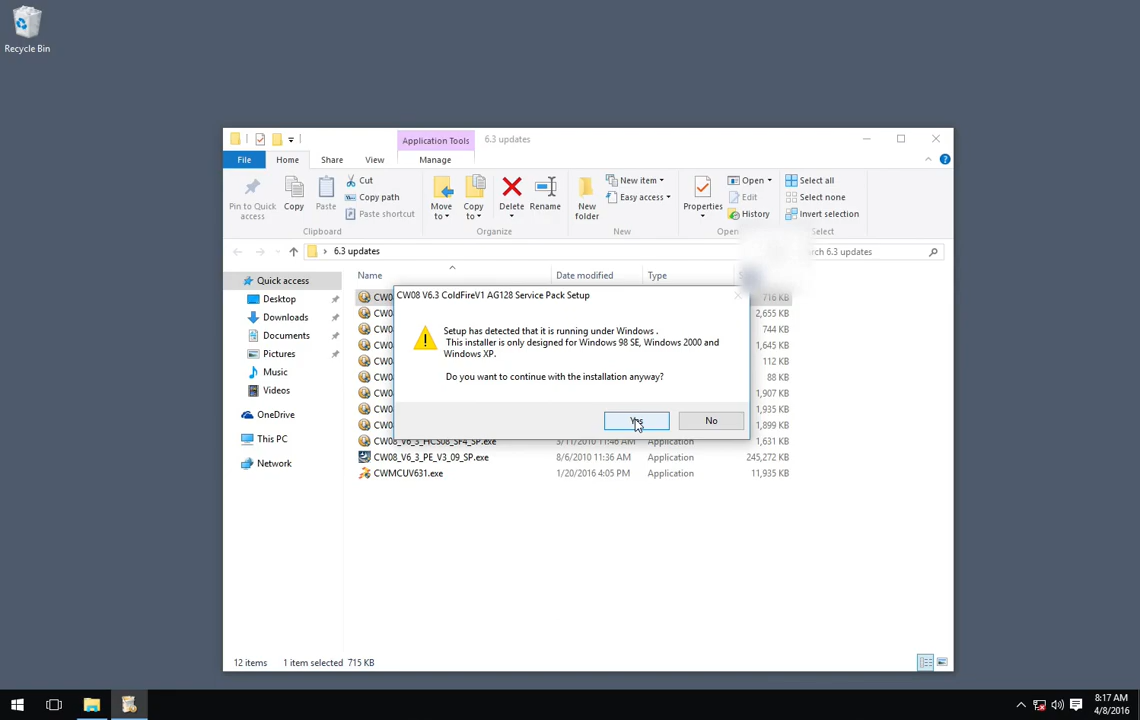 Recycle Bin
Application Tools
6.3 updates
File
Home
Share
View
Manage
Pin to Quick
access
Copy
Paste
Cut
Copy path
Paste shortcut
Clipboard
Move
to
Copy
to
Delete
Rename
Organize
New
folder
New item
Easy access
New
Properties
Open
Edit
History
Open
Select all
Select none
Invert selection
Select
6.3 updates
6.3 updates
Name
Date modified
Type
Quick access
Desktop
Downloads
Documents
Pictures
Music
Videos
OneDrive
This PC
Network
CW08 V6.3 ColdFireV1 AG128 Service Pack Setup
Setup has detected that it is running under Windows .
This installer is only designed for Windows 98 SE, Windows 2000 and
Windows XP.
Do you want to continue with the installation anyway?
Yes
No
716 KB
2,655 KB
744 KB
1,645 KB
112 KB
88 KB
1,907 KB
1,935 KB
1,899 KB
CW08_V6_3_HCS08_SF4_SP.exe 3/11/2010 11:46 AM Application 1,631 KB
CW08_V6_3_PE_V3_09_SP.exe 8/6/2010 11:36 AM Application 245,272 KB
CWMCUV631.exe 1/20/2016 4:05 PM Application 11,935 KB
12 items 1 item selected 715 KB
8:17 AM
4/8/2016